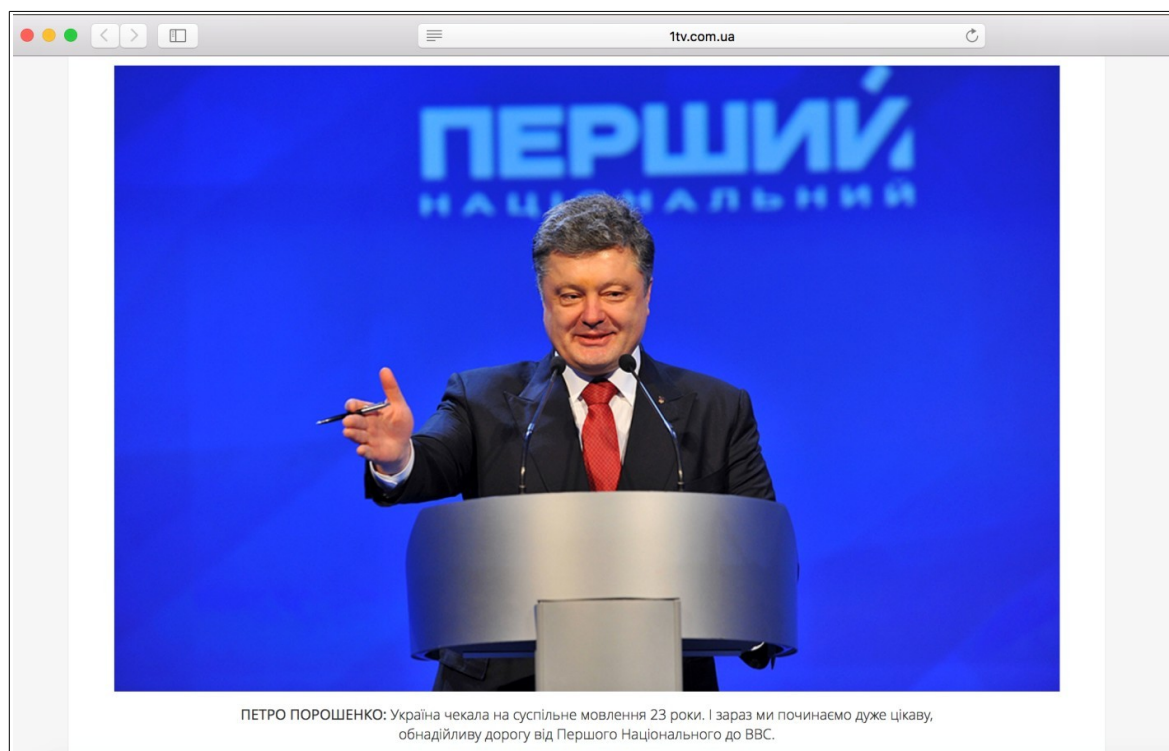 1tv.com.ua
ПЕРШИЙ
НАЦІОНАЛЬНИЙ
ПЕТРО ПОРОШЕНКО: Україна чекала на суспільне мовлення 23 роки. І зараз ми починаємо дуже цікаву,
обнадійливу дорогу від Першого Національного до BBC.